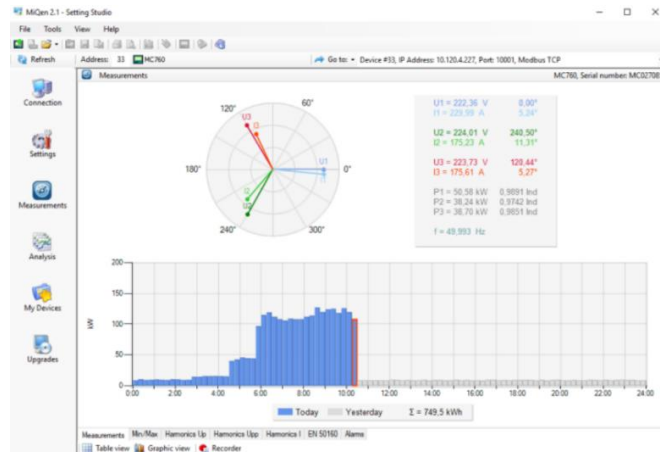 MiQen 2.1 - Setting Studio
File Tools View Help
Refresh Address: 33 MC760 Go to: Device #33, IP Address: 10.120.4.227, Port: 10001, Modbus TCP
Measurements MC760, Serial number: MC02708
Connection
Settings
Measurements
Analysis
My Devices
Upgrades
120° 60°
U3 I3
180° U1 0°
I2
U2
240° 300°
U1 = 222,36 V 0,00°
5,24°
U2 = 224,01 V 240,50°
I2 = 175,23 A 11,31°
U3 = 223,73 V 120,44°
I3 = 175,61 A 5,27°
P1 = 50,58 kW 0,9891 Ind
P2 = 38,24 kW 0,9742 Ind
P3 = 38,70 kW 0,9851 Ind
f = 49,993 Hz
200
150
100
50
0
kW
0:00 2:00 4:00 6:00 8:00 10:00 12:00 14:00 16:00 18:00 20:00 22:00 24:00
Today Yesterday Σ = 749,5 kWh
Measurements Min/Max Harmonics Up Harmonics Upp Harmonics I EN 50160 Alarms
Table view Graphic view Recorder